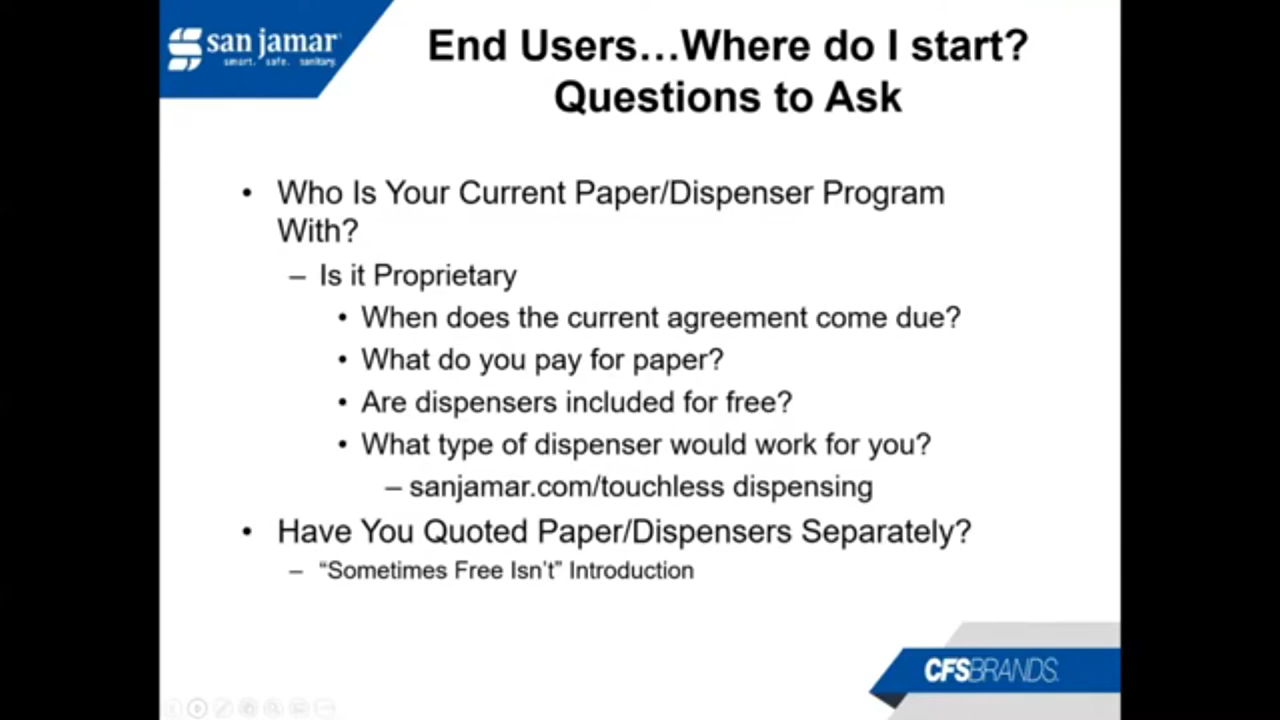 san jamar
smart. safe. sanitary.
End Users…Where do I start?
Questions to Ask
• Who Is Your Current Paper/Dispenser Program
With?
– Is it Proprietary
• When does the current agreement come due?
• What do you pay for paper?
• Are dispensers included for free?
• What type of dispenser would work for you?
– sanjamar.com/touchless dispensing
• Have You Quoted Paper/Dispensers Separately?
– “Sometimes Free Isn’t” Introduction
CFSBRANDS.